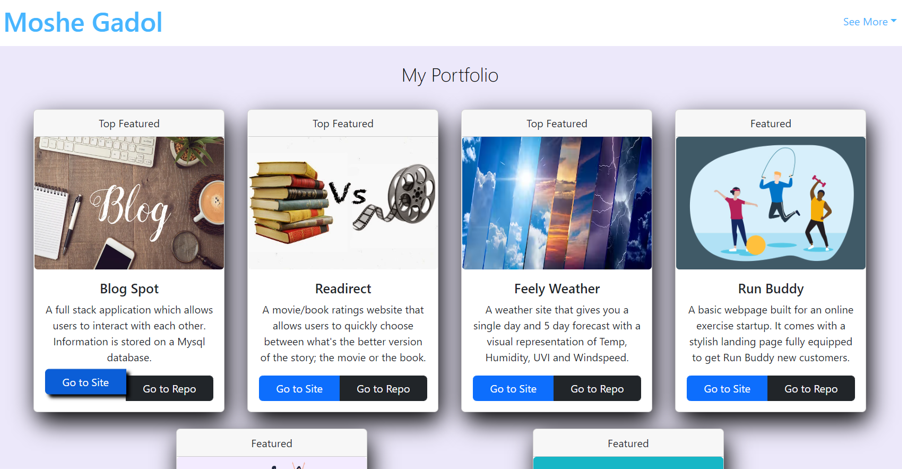 Moshe Gadol
See More
My Portfolio
Top Featured
Blog
Blog Spot
A full stack application which allows
users to interact with each other.
Information is stored on a Mysql
database.
Go to Site
Go to Repo
Top Featured
Vs
Readirect
A movie/book ratings website that
allows users to quickly choose
between what's the better version
of the story; the movie or the book.
Go to Site
Go to Repo
Top Featured
Feely Weather
A weather site that gives you a
single day and 5 day forecast with a
visual representation of Temp,
Humidity, UVI and Windspeed.
Go to Site
Go to Repo
Featured
Run Buddy
A basic webpage built for an online
exercise startup. It comes with a
stylish landing page fully equipped
to get Run Buddy new customers.
Go to Site
Go to Repo
Featured
Featured